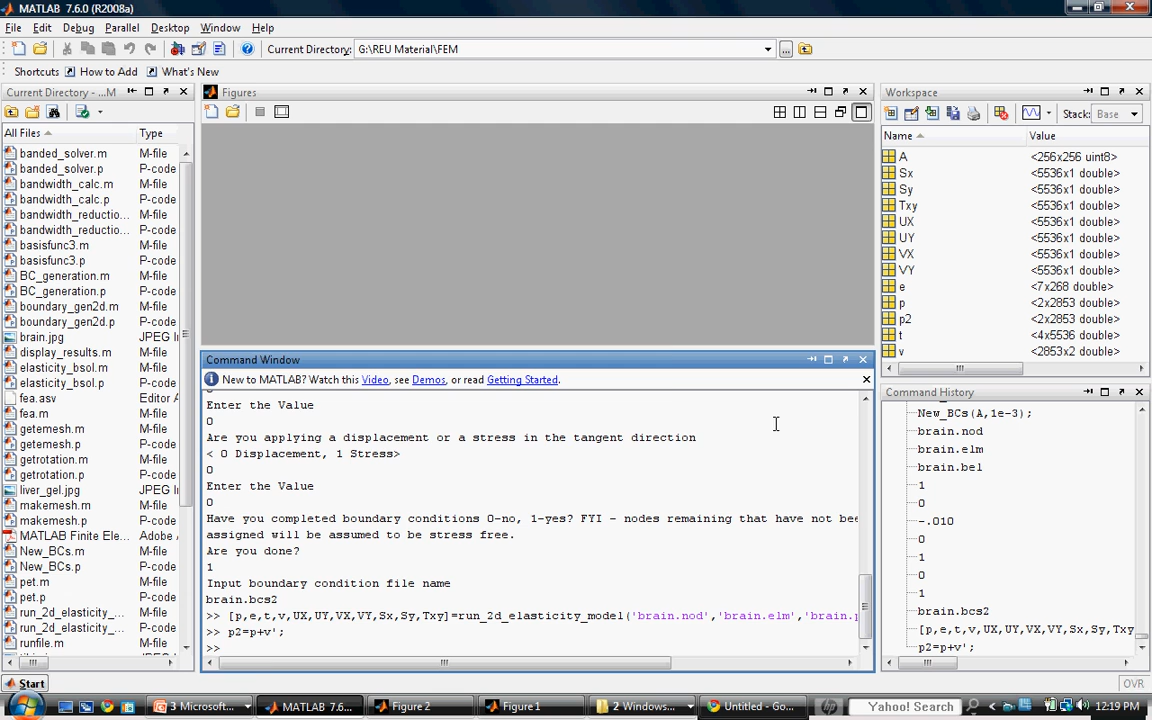 MATLAB 7.6.0 (R2008a)
File Edit Debug Parallel Desktop Window Help
Current Directory: G:\REU Material\FEM
Shortcuts How to Add What's New
Current Directory - ...M
All Files Type
banded_solver.m M-file
banded_solver.p P-code
bandwidth_calc.m M-file
bandwidth_calc.p P-code
bandwidth_reductio... M-file
bandwidth_reductio... P-code
basisfunc3.m M-file
basisfunc3.p P-code
BC_generation.m M-file
BC_generation.p P-code
boundary_gen2d.m M-file
boundary_gen2d.p P-code
brain.jpg JPEG I
display_results.m M-file
elasticity_bsol.m M-file
elasticity_bsol.p P-code
fea.asv Editor A
fea.m M-file
getemesh.m M-file
getemesh.p P-code
getrotation.m M-file
getrotation.p P-code
liver_gel.jpg JPEG I
makemesh.m M-file
makemesh.p P-code
MATLAB Finite Ele... Adobe
New_BCs.m M-file
New_BCs.p P-code
pet.m M-file
pet.p P-code
run_2d_elasticity_... M-file
run_2d_elasticity_... P-code
runfile.m M-file
Figures
Command Window
New to MATLAB? Watch this Video, see Demos, or read Getting Started.
Enter the Value
0
Are you applying a displacement or a stress in the tangent direction
< 0 Displacement, 1 Stress>
0
Enter the Value
0
Have you completed boundary conditions 0-no, 1-yes? FYI - nodes remaining that have not bee
assigned will be assumed to be stress free.
Are you done?
1
Input boundary condition file name
brain.bcs2
>> [p,e,t,v,UX,UY,VX,VY,Sx,Sy,Txy]=run_2d_elasticity_model('brain.nod','brain.elm','brain.p
>> p2=p+v';
>>
Workspace
Stack: Base
Name Value
A <256x256 uint8>
Sx <5536x1 double>
Sy <5536x1 double>
Txy <5536x1 double>
UX <5536x1 double>
UY <5536x1 double>
VX <5536x1 double>
VY <5536x1 double>
e <7x268 double>
p <2x2853 double>
p2 <2x2853 double>
t <4x5536 double>
v <2853x2 double>
Command History
New_BCs(A,1e-3);
brain.nod
brain.elm
brain.bel
1
0
-.010
0
1
0
1
brain.bcs2
[p,e,t,v,UX,UY,VX,VY,Sx,Sy,Txy
p2=p+v';
Start
OVR
3 Microsoft... MATLAB 7.6... Figure 2 Figure 1 2 Windows... Untitled - Go... hp Yahoo! Search 12:19 PM